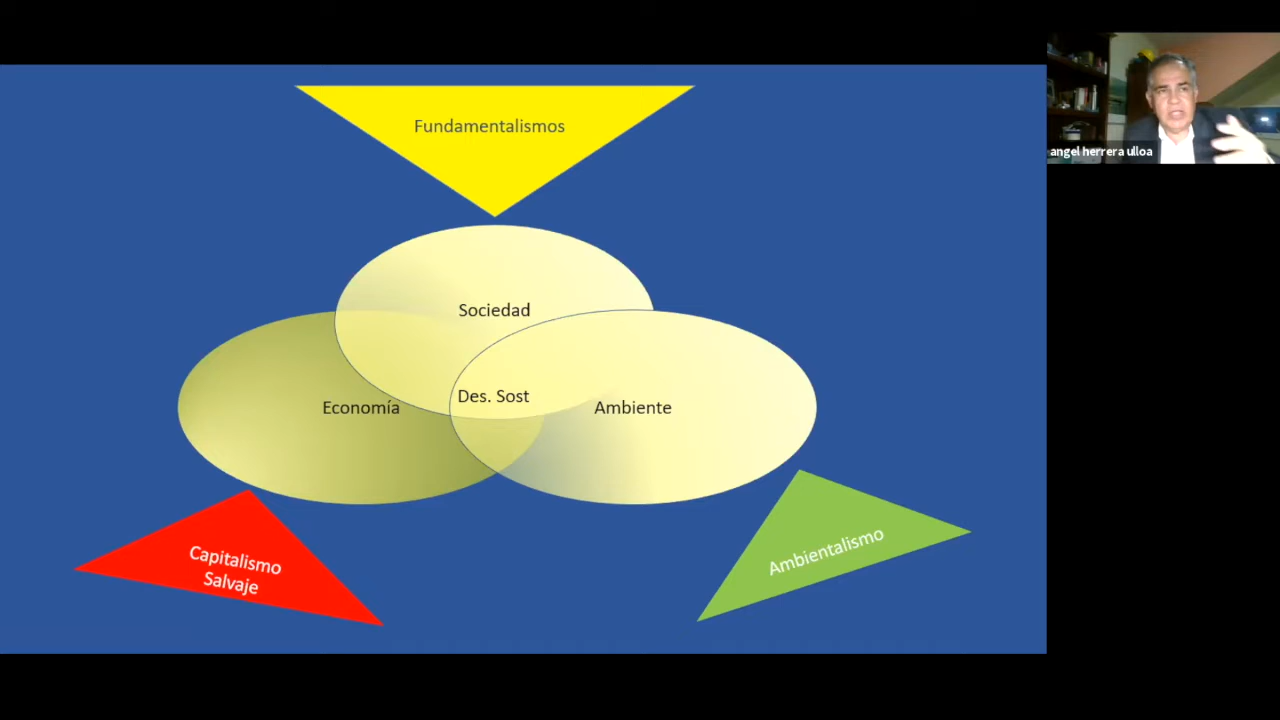 Fundamentalismos
Sociedad
Des. Sost
Economía
Ambiente
Capitalismo
Salvaje
Ambientalismo
angel herrera ulloa